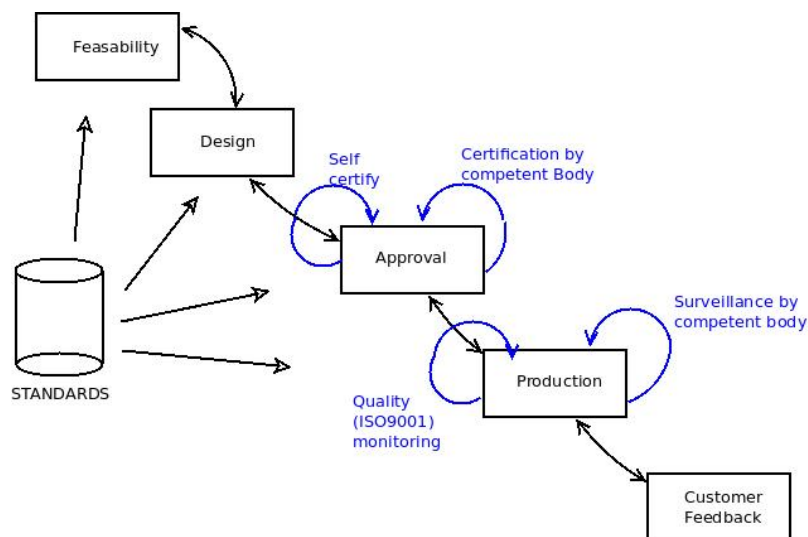 Feasability
Design
Self
certify
Certification by
competent Body
Approval
Surveillance by
competent body
Production
STANDARDS
Quality
(ISO9001)
monitoring
Customer
Feedback